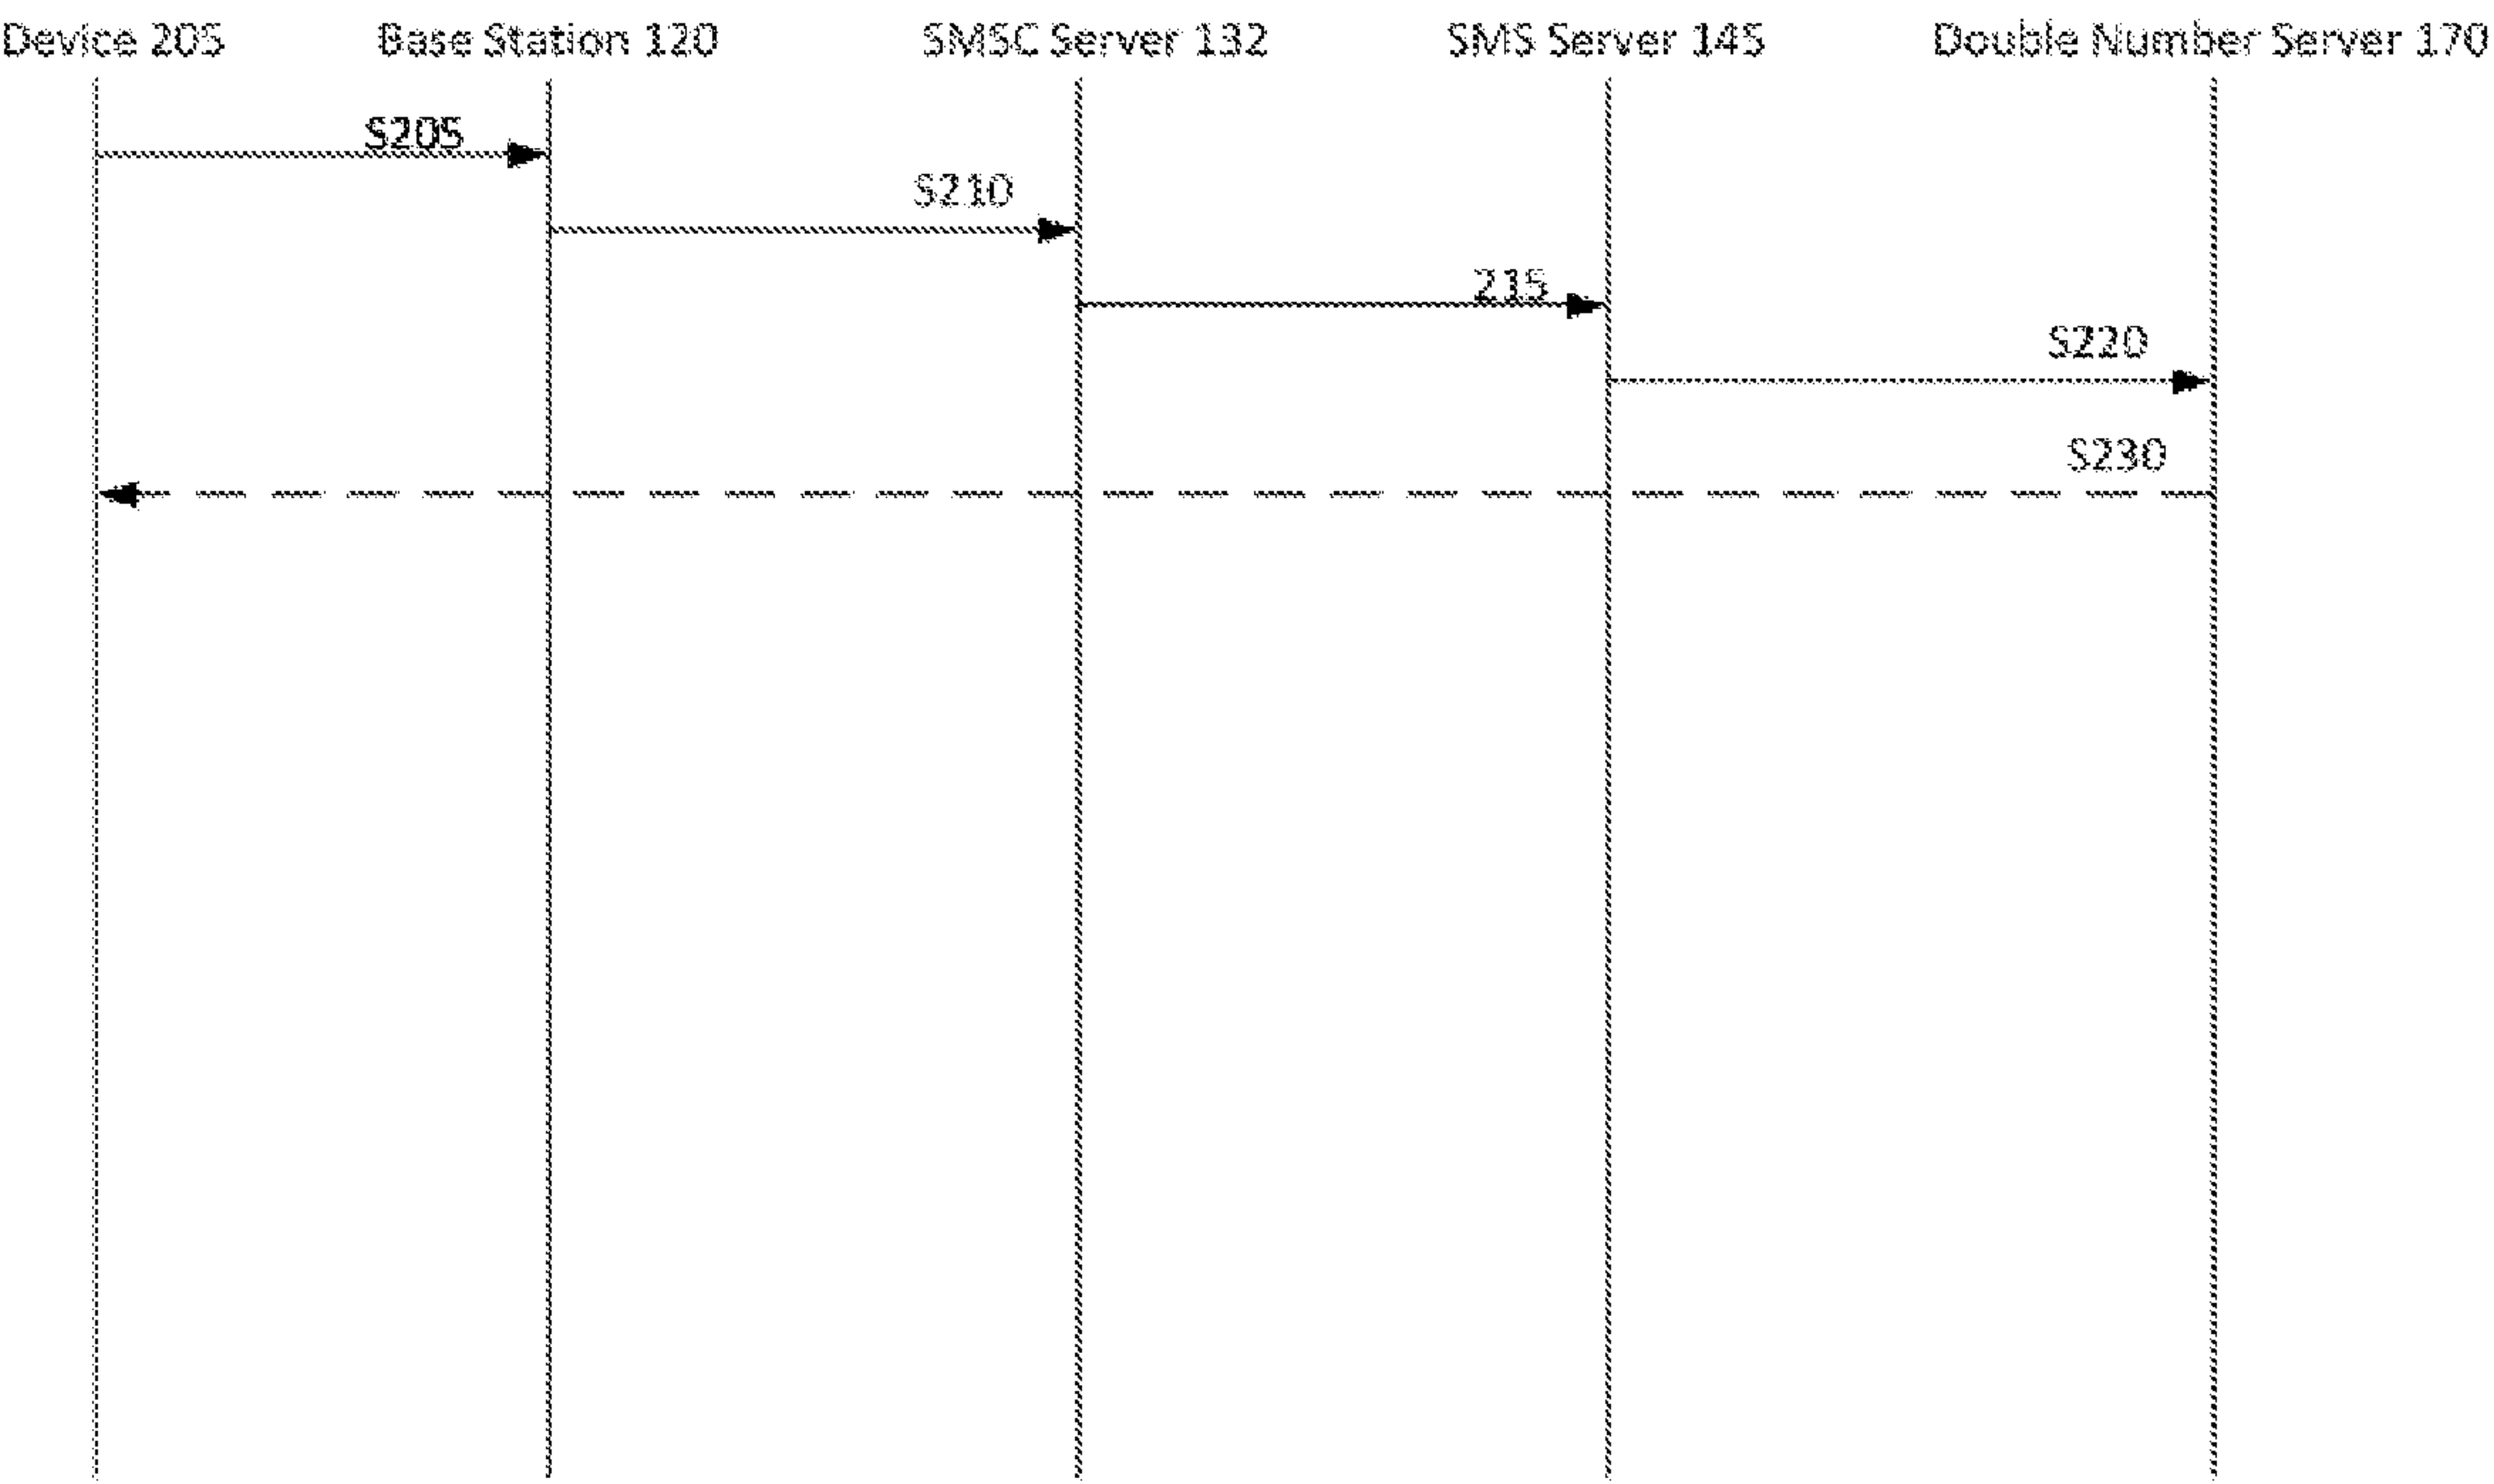 Device 205 Base Station 120 SMSC Server 132 SMS Server 145 Double Number Server 170
S205
S210
215
S220
S230